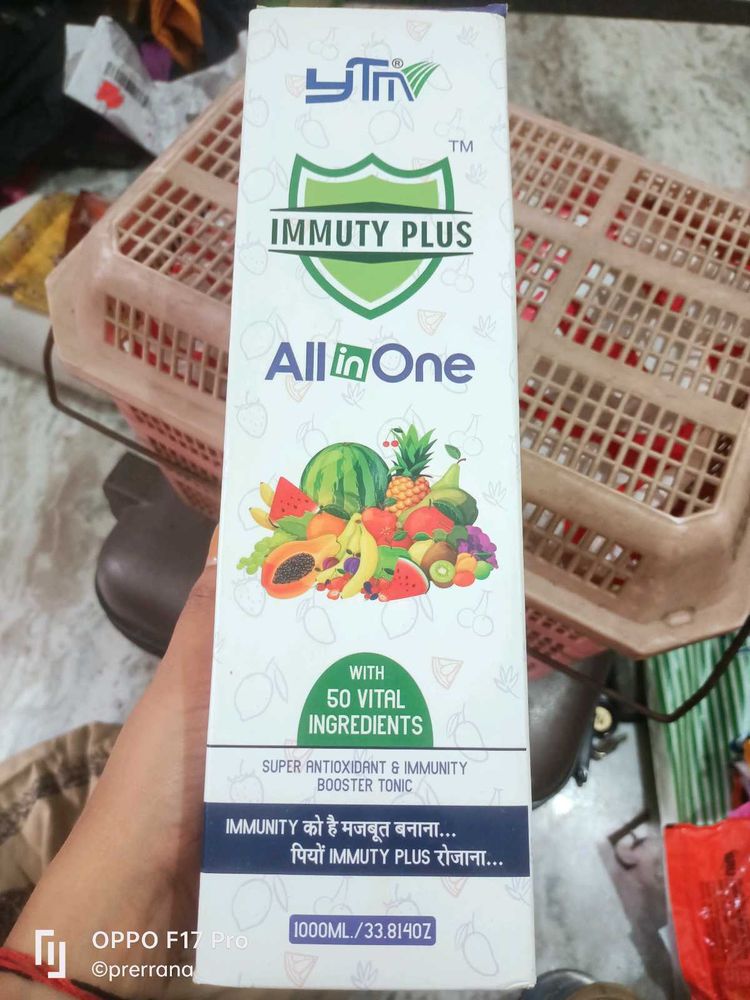 YTM®
TM
IMMUTY PLUS
All in One
WITH
50 VITAL
INGREDIENTS
SUPER ANTIOXIDANT & IMMUNITY
BOOSTER TONIC
IMMUNITY को है मजबूत बनाना...
पियों IMMUTY PLUS रोजाना...
1000ML./33.814OZ
OPPO F17 Pro
©prerrana